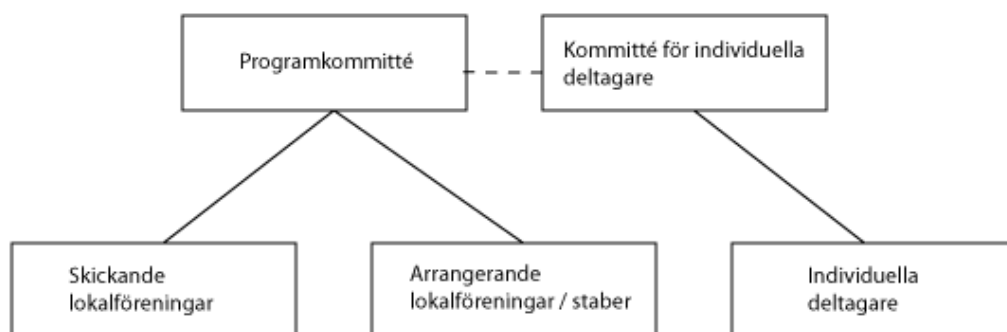 Programkommitté
Kommitté för individuella
deltagare
Skickande
lokalföreningar
Arrangerande
lokalföreningar / staber
Individuella
deltagare